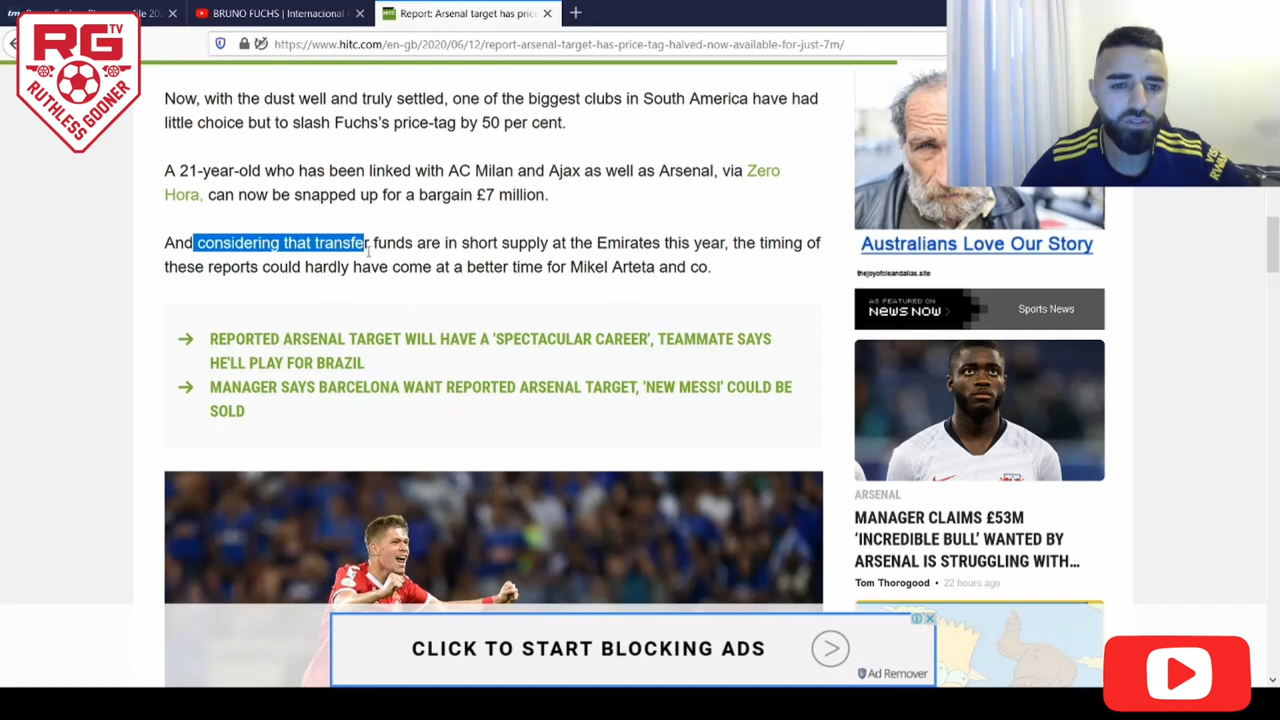 Report: Arsenal target has pric
BRUNO FUCHS | Internacional
https://www.hitc.com/en-gb/2020/06/12/report-arsenal-target-has-price-tag-halved-now-available-for-just-7m/
RG TV
RUTHLESS GOONER
Now, with the dust well and truly settled, one of the biggest clubs in South America have had
little choice but to slash Fuchs's price-tag by 50 per cent.
A 21-year-old who has been linked with AC Milan and Ajax as well as Arsenal, via Zero
Hora, can now be snapped up for a bargain £7 million.
And considering that transfer funds are in short supply at the Emirates this year, the timing of
these reports could hardly have come at a better time for Mikel Arteta and co.
→ REPORTED ARSENAL TARGET WILL HAVE A 'SPECTACULAR CAREER', TEAMMATE SAYS
HE'LL PLAY FOR BRAZIL
→ MANAGER SAYS BARCELONA WANT REPORTED ARSENAL TARGET, 'NEW MESSI' COULD BE
SOLD
Australians Love Our Story
thejoyofcleandallas.site
AS FEATURED ON
NEWS NOW
Sports News
ARSENAL
MANAGER CLAIMS £53M
'INCREDIBLE BULL' WANTED BY
ARSENAL IS STRUGGLING WITH...
Tom Thorogood • 22 hours ago
CLICK TO START BLOCKING ADS
Ad Remover